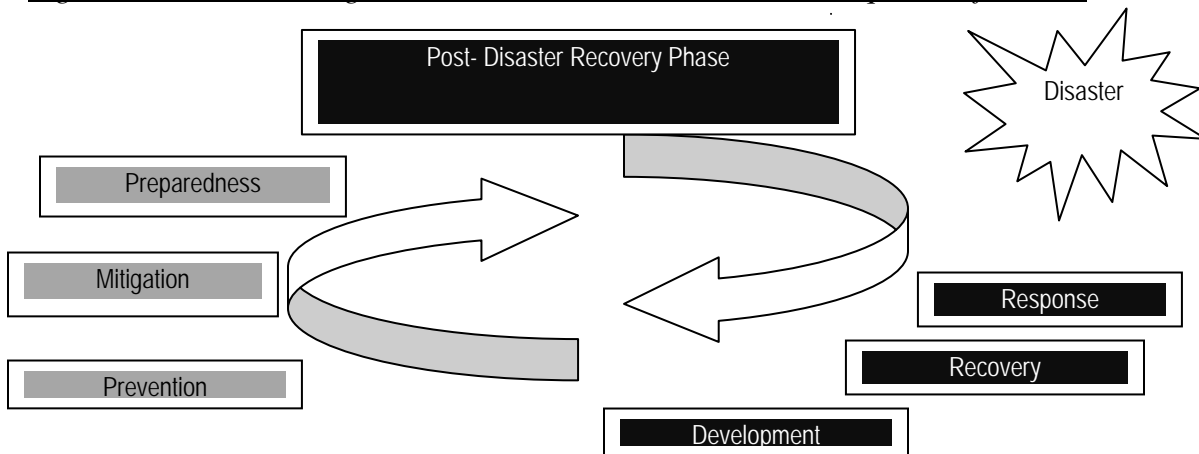 Post- Disaster Recovery Phase
Disaster
Preparedness
Mitigation
Response
Recovery
Prevention
Development